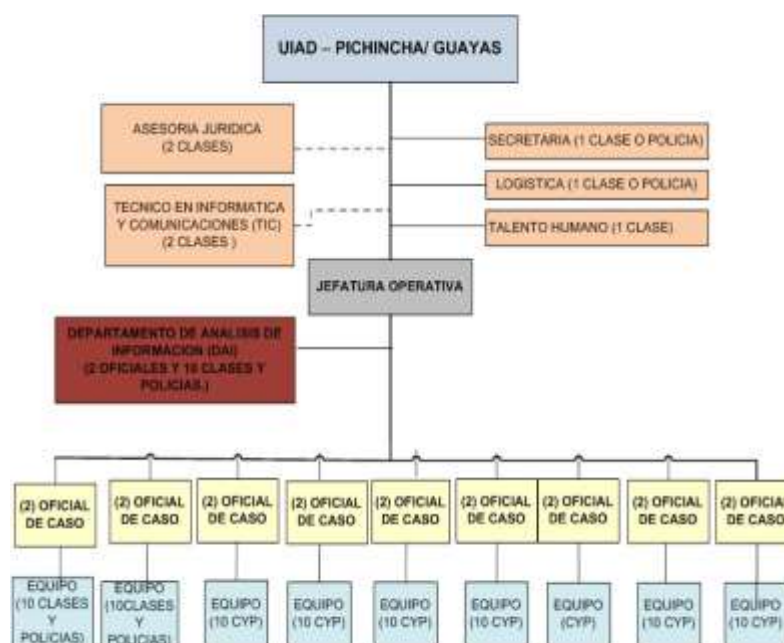 UIAD – PICHINCHA/ GUAYAS
ASESORIA JURIDICA
(2 CLASES)
SECRETARIA (1 CLASE O POLICIA)
LOGISTICA (1 CLASE O POLICIA)
TECNICO EN INFORMATICA
Y COMUNICACIONES (TIC)
(2 CLASES )
TALENTO HUMANO (1 CLASE)
JEFATURA OPERATIVA
DEPARTAMENTO DE ANALISIS DE
INFORMACION (DAI)
(2 OFICIALES Y 10 CLASES Y
POLICIAS.)
(2) OFICIAL
DE CASO
(2) OFICIAL
DE CASO
(2) OFICIAL
DE CASO
(2) OFICIAL
DE CASO
(2) OFICIAL
DE CASO
(2) OFICIAL
DE CASO
(2) OFICIAL
DE CASO
(2) OFICIAL
DE CASO
(2) OFICIAL
DE CASO
EQUIPO
(10 CLASES
Y
POLICIAS)
EQUIPO
(10CLASES
Y
POLICIAS)
EQUIPO
(10 CYP)
EQUIPO
(10 CYP)
EQUIPO
(10 CYP)
EQUIPO
(10 CYP)
EQUIPO
(CYP)
EQUIPO
(10 CYP)
EQUIPO
(10 CYP)